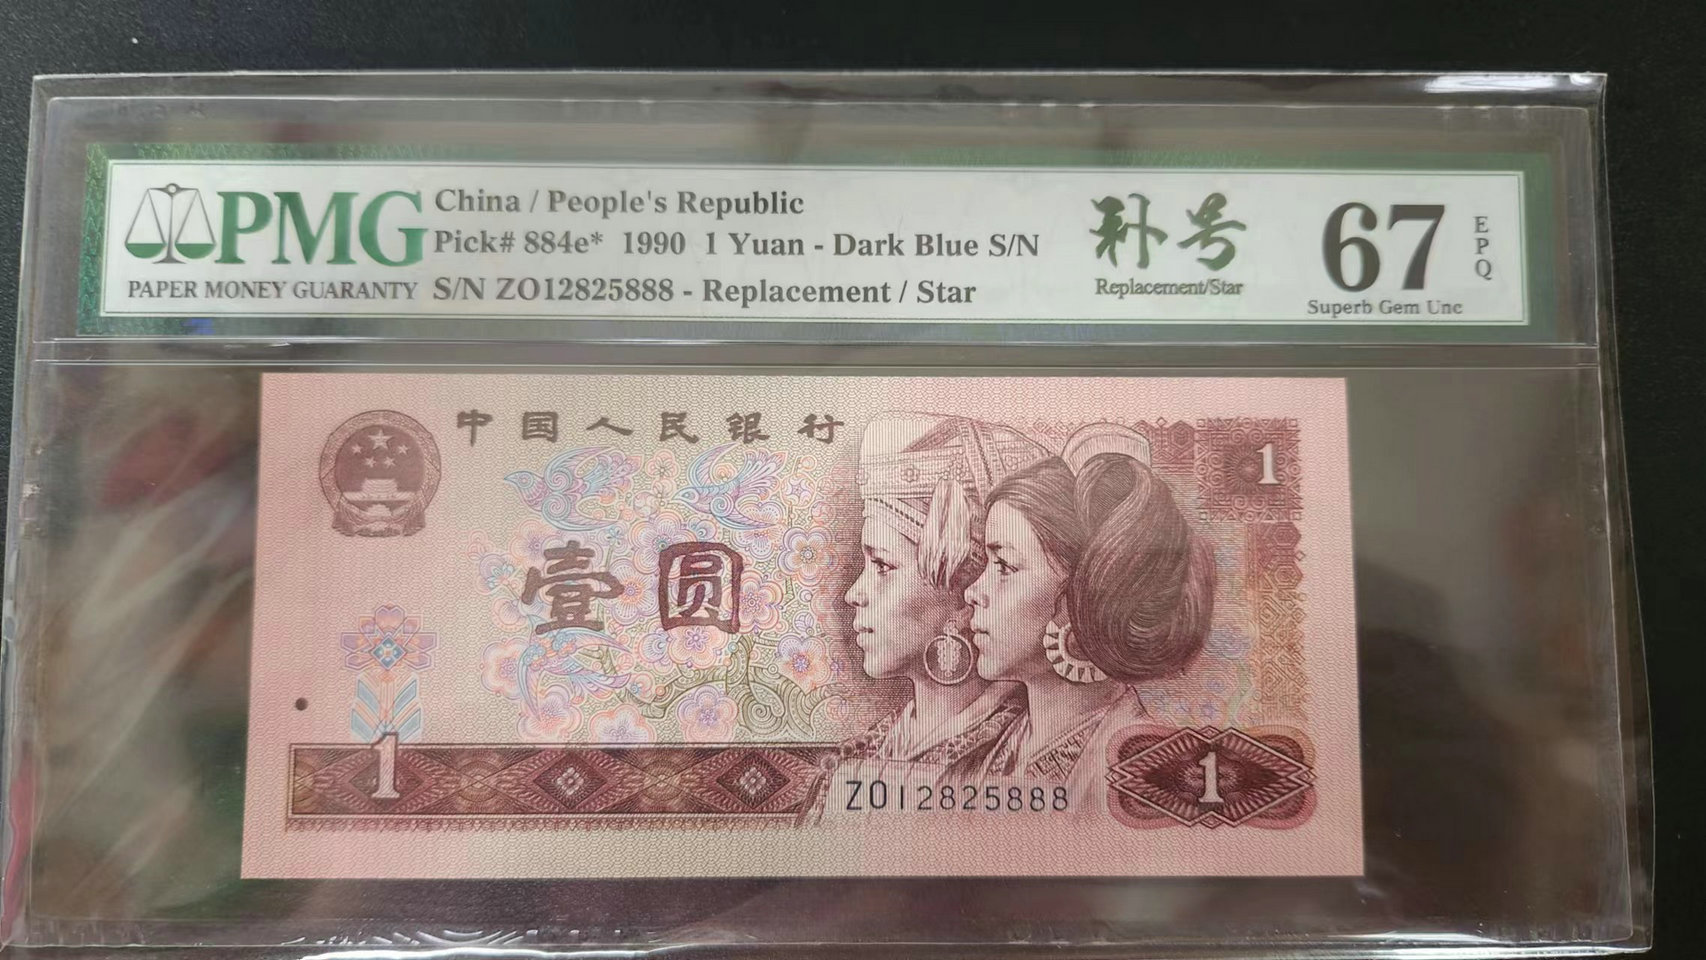 PMG
PAPER MONEY GUARANTY
China / People's Republic
Pick# 884e* 1990 1 Yuan - Dark Blue S/N
S/N ZO12825888 - Replacement / Star
补号
Replacement/Star
67
EPQ
Superb Gem Unc
中国人民银行
1
壹圆
1
ZO12825888
1